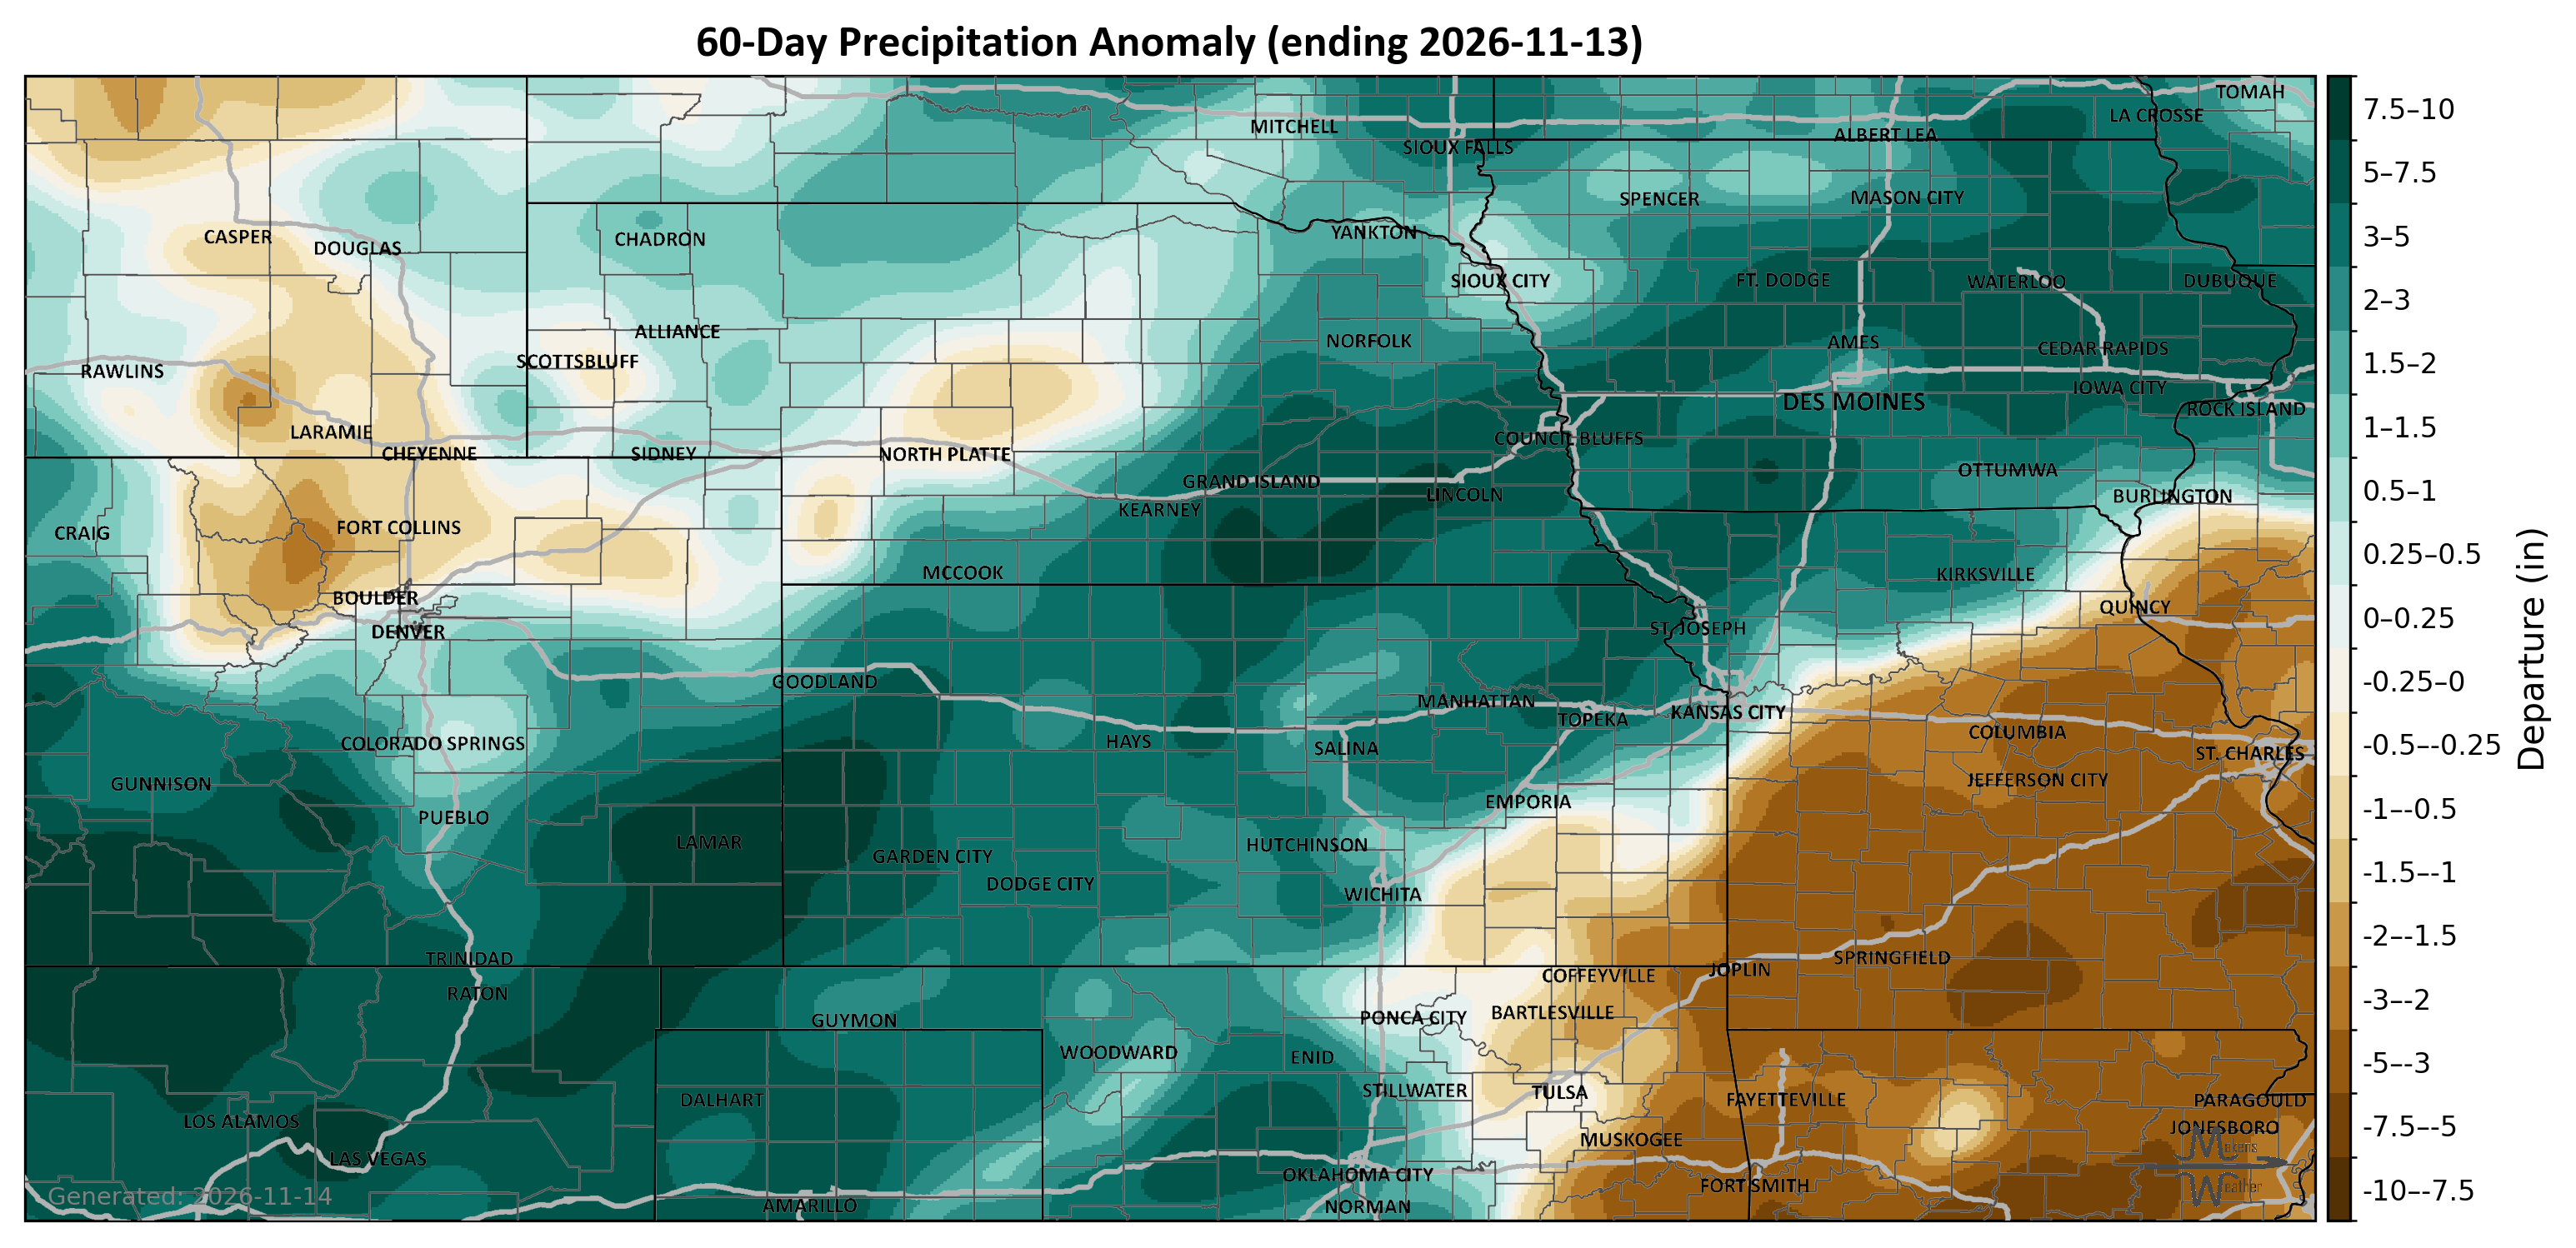 60-Day Precipitation Anomaly (ending 2026-11-13)
TOMAH
LA CROSSE
MITCHELL
ALBERT LEA
SIOUX FALLS
SPENCER
MASON CITY
CASPER
DOUGLAS
CHADRON
YANKTON
SIOUX CITY
FT. DODGE
WATERLOO
DUBUQUE
ALLIANCE
NORFOLK
AMES
CEDAR RAPIDS
SCOTTSBLUFF
RAWLINS
IOWA CITY
DES MOINES
ROCK ISLAND
LARAMIE
COUNCIL BLUFFS
CHEYENNE
SIDNEY
NORTH PLATTE
OTTUMWA
GRAND ISLAND
LINCOLN
BURLINGTON
KEARNEY
CRAIG
FORT COLLINS
MCCOOK
KIRKSVILLE
BOULDER
QUINCY
DENVER
ST. JOSEPH
GOODLAND
MANHATTAN
TOPEKA
KANSAS CITY
COLUMBIA
COLORADO SPRINGS
HAYS
SALINA
ST. CHARLES
GUNNISON
JEFFERSON CITY
EMPORIA
PUEBLO
LAMAR
HUTCHINSON
GARDEN CITY
DODGE CITY
WICHITA
TRINIDAD
SPRINGFIELD
JOPLIN
COFFEYVILLE
RATON
BARTLESVILLE
GUYMON
PONCA CITY
WOODWARD
ENID
STILLWATER
TULSA
DALHART
FAYETTEVILLE
PARAGOULD
LOS ALAMOS
JONESBORO
MUSKOGEE
LAS VEGAS
OKLAHOMA CITY
FORT SMITH
AMARILLO
NORMAN
Generated: 2026-11-14
Makens
Weather
7.5–10
5–7.5
3–5
2–3
1.5–2
1–1.5
0.5–1
0.25–0.5
0–0.25
-0.25–0
-0.5–-0.25
-1–-0.5
-1.5–-1
-2–-1.5
-3–-2
-5–-3
-7.5–-5
-10–-7.5
Departure (in)